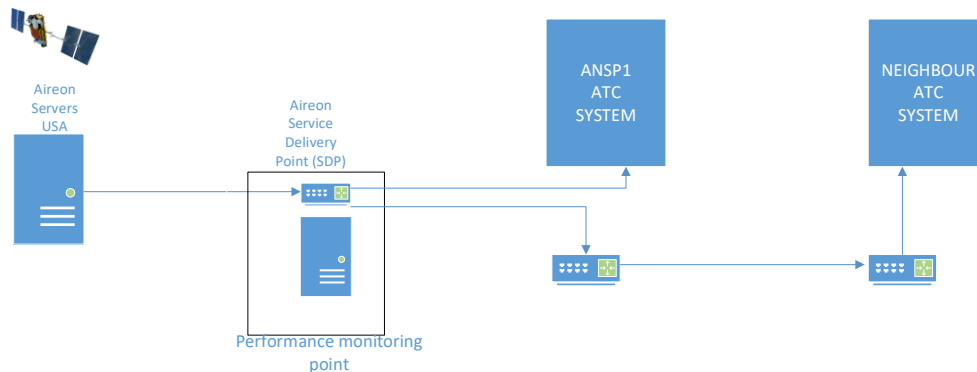 Aireon
Servers
USA
Aireon
Service
Delivery
Point (SDP)
Performance monitoring
point
ANSP1
ATC
SYSTEM
NEIGHBOUR
ATC
SYSTEM